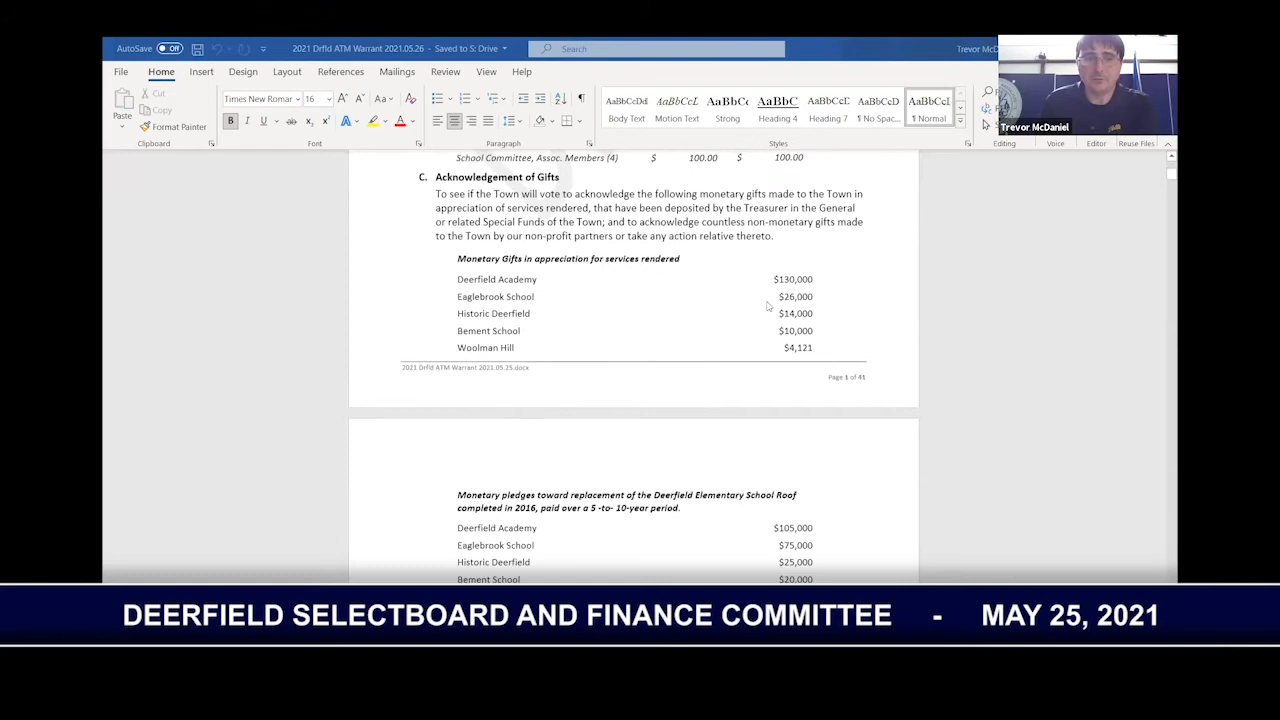 AutoSave Off 2021 Drfld ATM Warrant 2021.05.26 - Saved to S: Drive Search Trevor McD
File Home Insert Design Layout References Mailings Review View Help
Paste Cut Copy Format Painter
Times New Roman 16
AaBbCcDd AaBbCcL AaBbCc AaBbC AaBbCcL AaBbCcD AaBbCcI
Body Text Motion Text Strong Heading 4 Heading 7 ¶ No Spac... ¶ Normal
Clipboard Font Paragraph Styles Editing Voice Editor Reuse Files
Trevor McDaniel
School Committee, Assoc. Members (4) $ 100.00 $ 100.00
C. Acknowledgement of Gifts
To see if the Town will vote to acknowledge the following monetary gifts made to the Town in
appreciation of services rendered, that have been deposited by the Treasurer in the General
or related Special Funds of the Town; and to acknowledge countless non-monetary gifts made
to the Town by our non-profit partners or take any action relative thereto.
Monetary Gifts in appreciation for services rendered
Deerfield Academy $130,000
Eaglebrook School $26,000
Historic Deerfield $14,000
Bement School $10,000
Woolman Hill $4,121
2021 Drfld ATM Warrant 2021.05.25.docx
Page 1 of 41
Monetary pledges toward replacement of the Deerfield Elementary School Roof
completed in 2016, paid over a 5 -to- 10-year period.
Deerfield Academy $105,000
Eaglebrook School $75,000
Historic Deerfield $25,000
Bement School $20,000
DEERFIELD SELECTBOARD AND FINANCE COMMITTEE - MAY 25, 2021